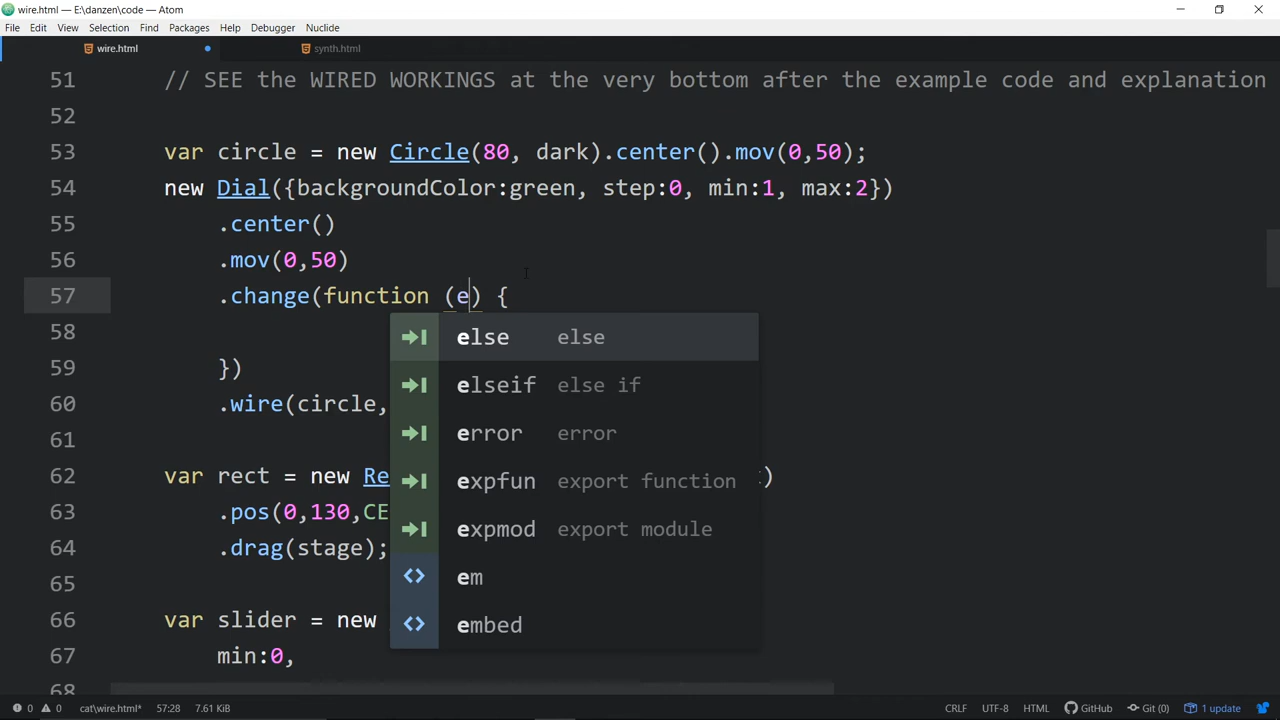 wire.html — E:\danzen\code — Atom
File Edit View Selection Find Packages Help Debugger Nuclide
wire.html synth.html
51 // SEE the WIRED WORKINGS at the very bottom after the example code and explanation
52
53 var circle = new Circle(80, dark).center().mov(0,50);
54 new Dial({backgroundColor:green, step:0, min:1, max:2})
55 .center()
56 .mov(0,50)
57 .change(function (e) {
58 else else
59 })
elseif else if
60 .wire(circle,
error error
61
62 var rect = new Re )
expfun export function
63 .pos(0,130,CE
expmod export module
64 .drag(stage);
em
65
66 var slider = new
embed
67 min:0,
68
0 0 cat\wire.html* 57:28 7.61 KiB CRLF UTF-8 HTML GitHub Git (0) 1 update